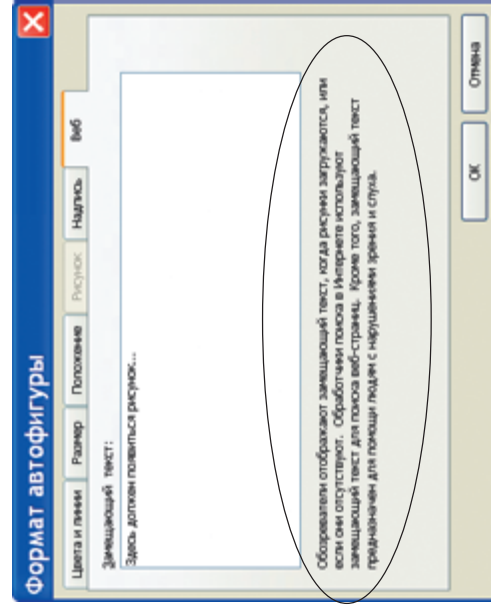 Формат автофигуры
Цвета и линии Размер Положение Рисунок Надпись Веб
Замещающий текст:
Здесь должен появиться рисунок...
Обозреватели отображают замещающий текст, когда рисунки загружаются, или
если они отсутствуют. Обработчики поиска в Интернете используют
замещающий текст для поиска веб-страниц. Кроме того, замещающий текст
предназначен для помощи людям с нарушениями зрения и слуха.
ОК Отмена